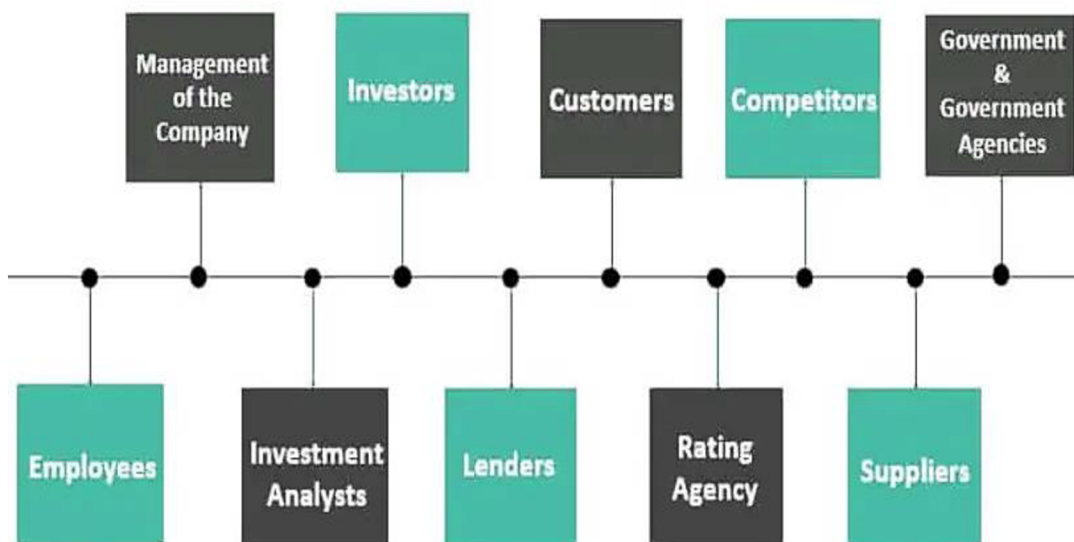 Management
of the
Company
Investors
Customers
Competitors
Government
&
Government
Agencies
Employees
Investment
Analysts
Lenders
Rating
Agency
Suppliers